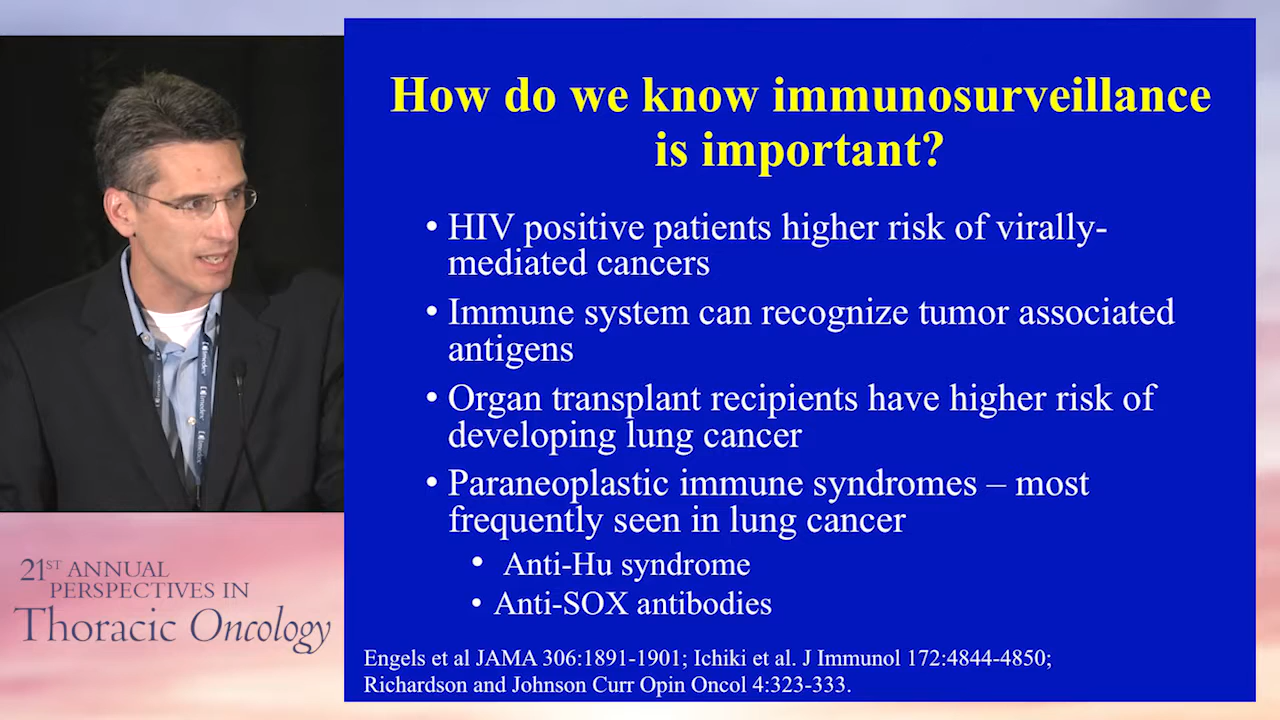 How do we know immunosurveillance
is important?
• HIV positive patients higher risk of virally-
mediated cancers
• Immune system can recognize tumor associated
antigens
• Organ transplant recipients have higher risk of
developing lung cancer
• Paraneoplastic immune syndromes – most
frequently seen in lung cancer
• Anti-Hu syndrome
• Anti-SOX antibodies
Engels et al JAMA 306:1891-1901; Ichiki et al. J Immunol 172:4844-4850;
Richardson and Johnson Curr Opin Oncol 4:323-333.
imedex
imedex
21ST ANNUAL
PERSPECTIVES IN
Thoracic Oncology